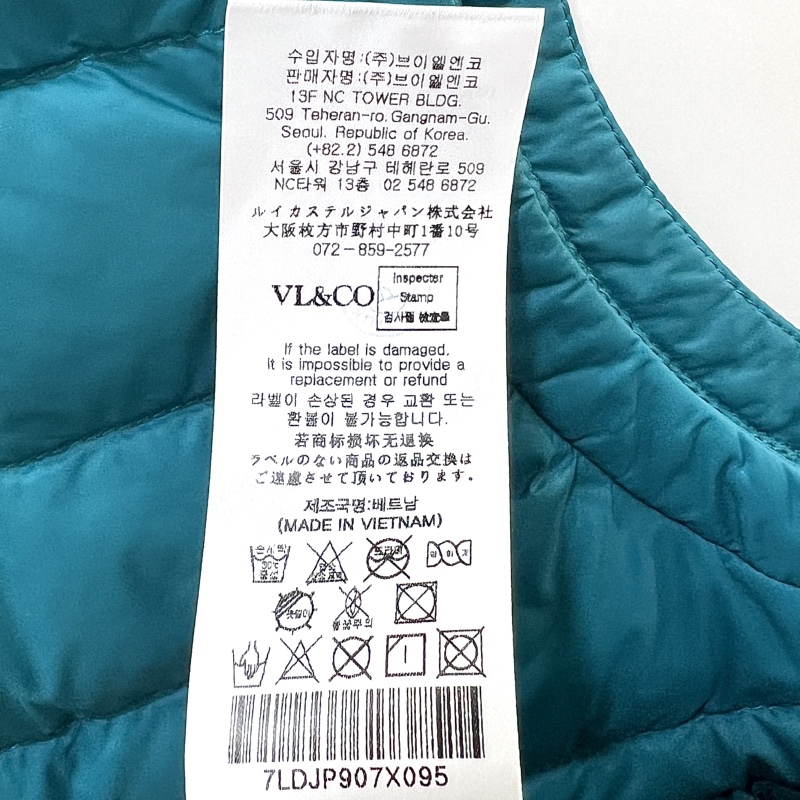 수입자명:(주)브이엘엔코
판매자명:(주)브이엘엔코
13F NC TOWER BLDG.
509 Teheran-ro, Gangnam-Gu,
Seoul, Republic of Korea.
(+82.2) 548 6872
서울시 강남구 테헤란로 509
NC타워 13층 02 548 6872
ルイカステルジャパン株式会社
大阪枚方市野村中町1番10号
072-859-2577
VL&CO
Inspecter
Stamp
If the label is damaged,
It is impossible to provide a
replacement or refund
라벨이 손상된 경우 교환 또는
환불이 불가능합니다.
若商标损坏无退换
ラベルのない商品の返品交換は
ご遠慮させて頂いております。
제조국명:베트남
(MADE IN VIETNAM)
손세탁
30℃
중성
드라이
7LDJP907X095